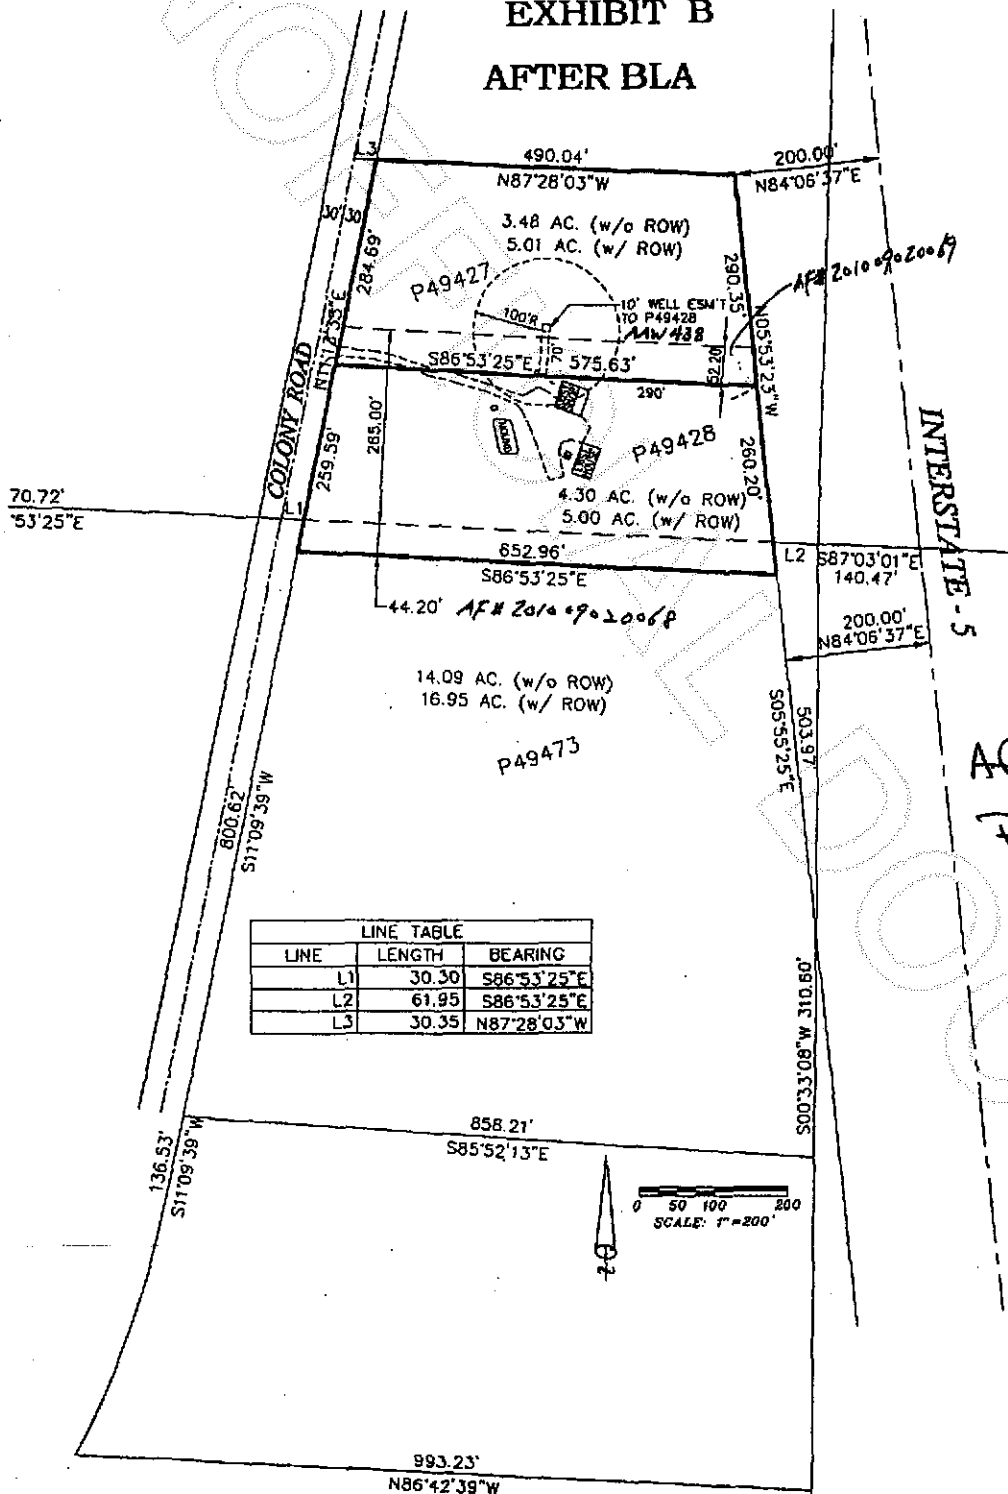 EXHIBIT B
AFTER BLA
L3
490.04'
N87°28'03"W
200.00'
N84°06'37"E
30' 30
3.48 AC. (w/o ROW)
5.01 AC. (w/ ROW)
284.69'
N11°12'35"E
P49427
290.35'
N05°53'23"W
AF# 201009020069
100'R
10' WELL ESM'T
TO P49428
70'
S86°53'25"E 575.63'
52.20'
290'
COLONY ROAD
265.00'
259.59'
MOUND
P49428
260.20'
INTERSTATE-5
4.30 AC. (w/o ROW)
5.00 AC. (w/ ROW)
70.72'
°53'25"E
L1
652.96'
S86°53'25"E
L2
S87°03'01"E
140.47'
44.20' AF# 201009020068
200.00'
N84°06'37"E
14.09 AC. (w/o ROW)
16.95 AC. (w/ ROW)
P49473
S05°55'25"E
503.97'
800.62'
S11°09'39"W
LINE TABLE
LINE LENGTH BEARING
L1 30.30 S86°53'25"E
L2 61.95 S86°53'25"E
L3 30.35 N87°28'03"W
S00°33'08"W 310.60'
858.21'
S85°52'13"E
136.53'
S11°09'39"W
0 50 100 200
SCALE: 1"=200'
993.23'
N86°42'39"W